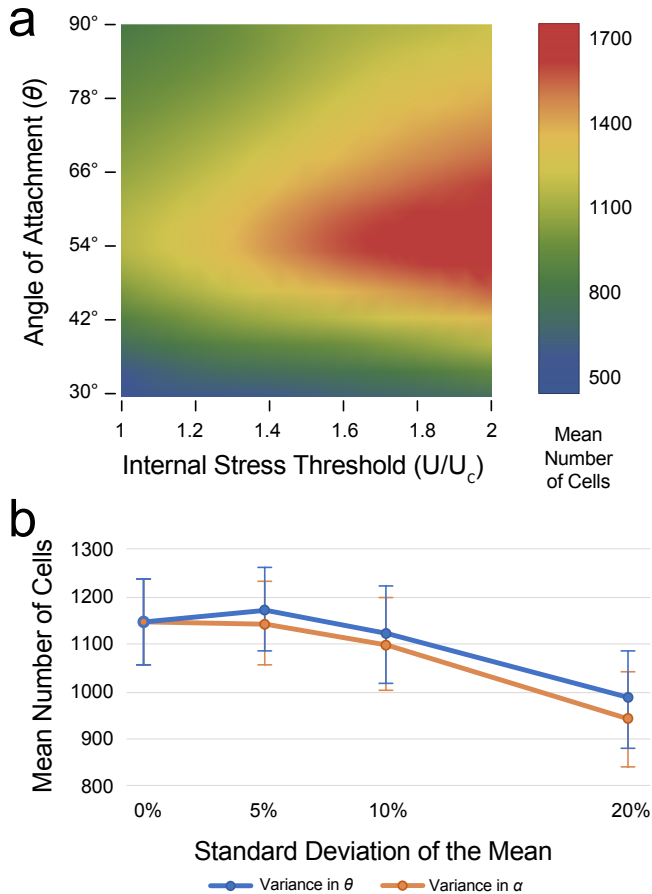 a
90°
78°
66°
54°
42°
30°
Angle of Attachment (θ)
1
1.2
1.4
1.6
1.8
2
Internal Stress Threshold (U/Uc)
1700
1400
1100
800
500
Mean
Number
of Cells
b
1300
1200
1100
1000
900
800
Mean Number of Cells
0%
5%
10%
20%
Standard Deviation of the Mean
Variance in θ
Variance in α